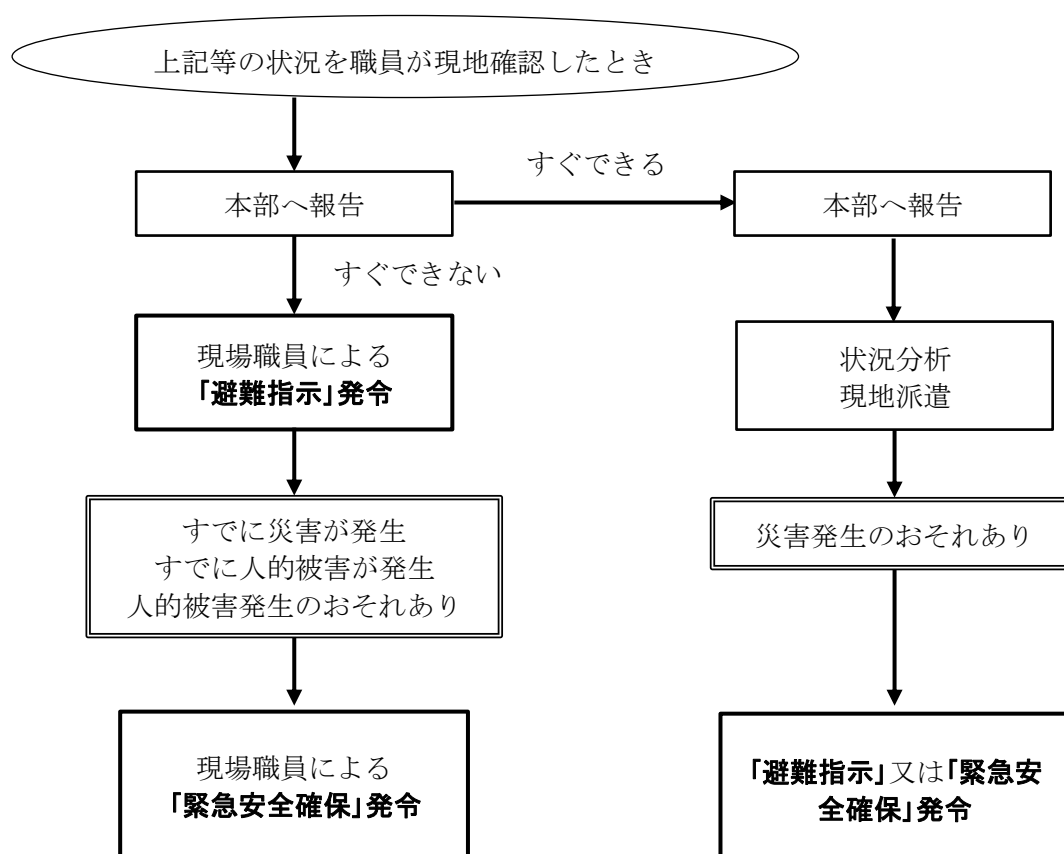 上記等の状況を職員が現地確認したとき
すぐできる
本部へ報告
本部へ報告
すぐできない
現場職員による
「避難指示」発令
状況分析
現地派遣
すでに災害が発生
すでに人的被害が発生
人的被害発生のおそれあり
災害発生のおそれあり
現場職員による
「緊急安全確保」発令
「避難指示」又は「緊急安
全確保」発令